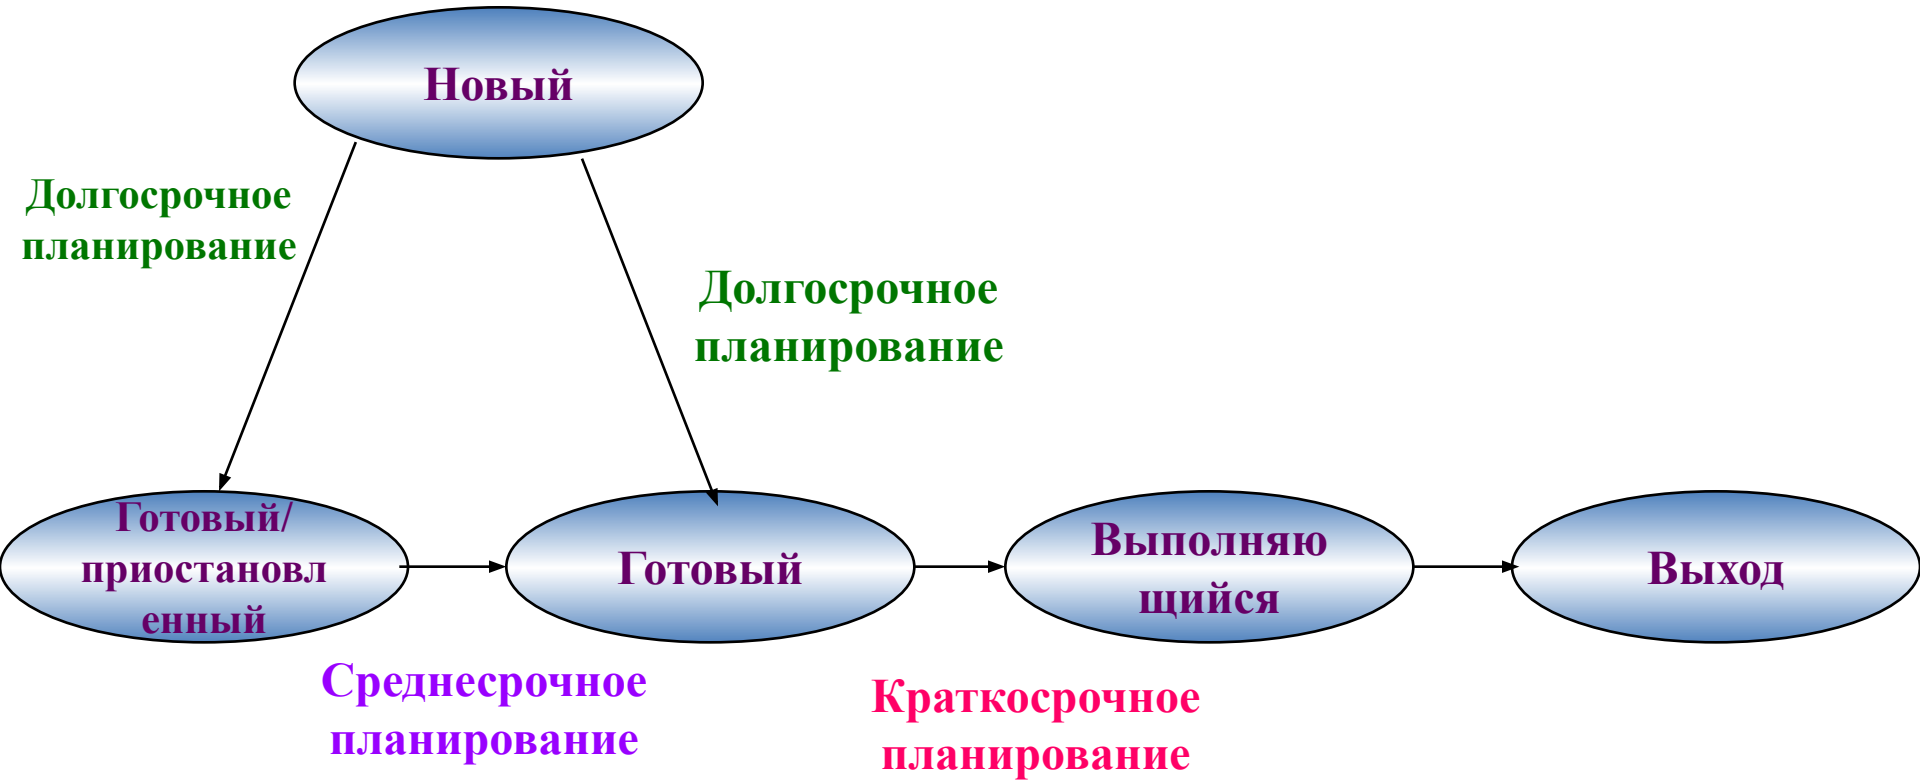 Новый
Долгосрочное
планирование
Долгосрочное
планирование
Готовый/
приостановл
енный
Готовый
Выполняю
щийся
Выход
Среднесрочное
планирование
Краткосрочное
планирование